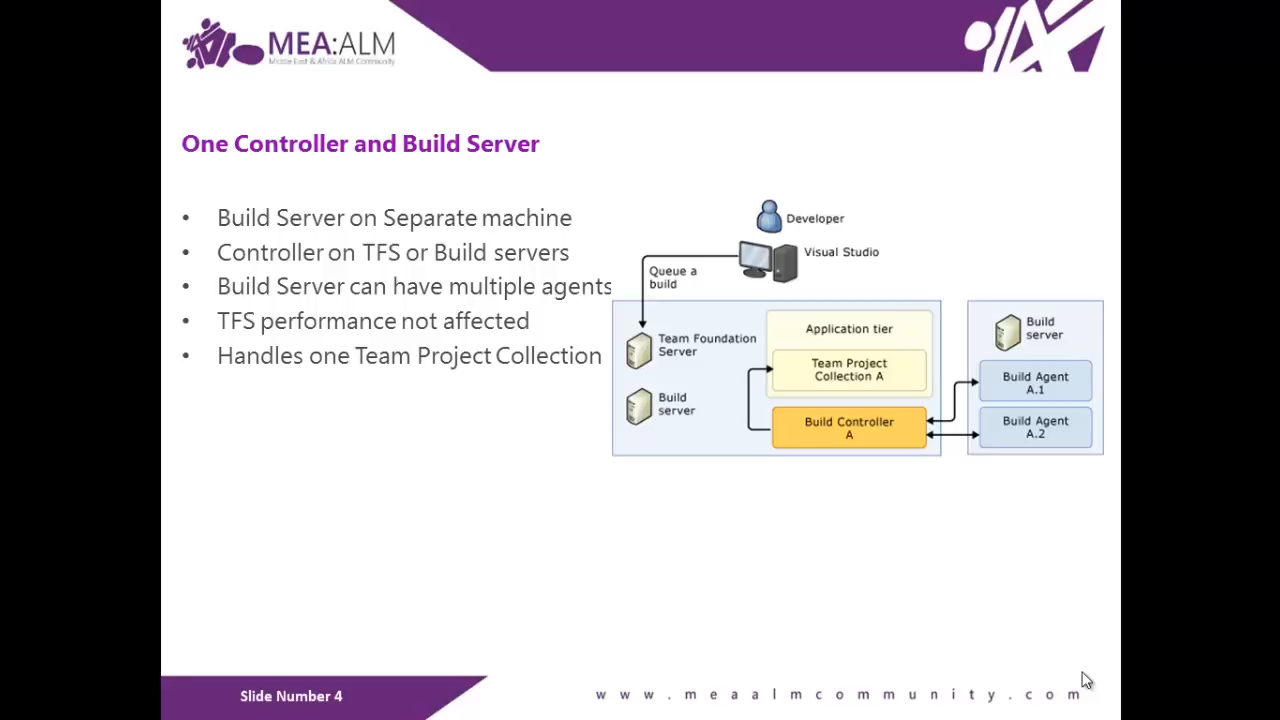 MEA:ALM
Middle East & Africa ALM Community
One Controller and Build Server
• Build Server on Separate machine
• Controller on TFS or Build servers
• Build Server can have multiple agents
• TFS performance not affected
• Handles one Team Project Collection
Developer
Visual Studio
Queue a
build
Team Foundation
Server
Build
server
Application tier
Team Project
Collection A
Build Controller
A
Build
server
Build Agent
A.1
Build Agent
A.2
Slide Number 4
www.meaalmcommunity.com